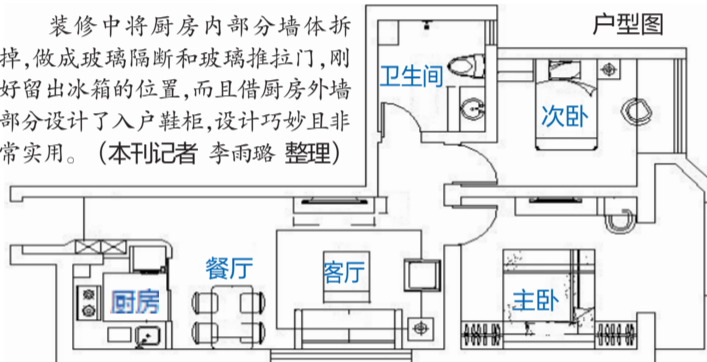 装修中将厨房内部分墙体拆
掉,做成玻璃隔断和玻璃推拉门,刚
好留出冰箱的位置,而且借厨房外墙
部分设计了入户鞋柜,设计巧妙且非
常实用。(本刊记者 李雨璐 整理)
户型图
卫生间
次卧
餐厅
客厅
厨房
主卧